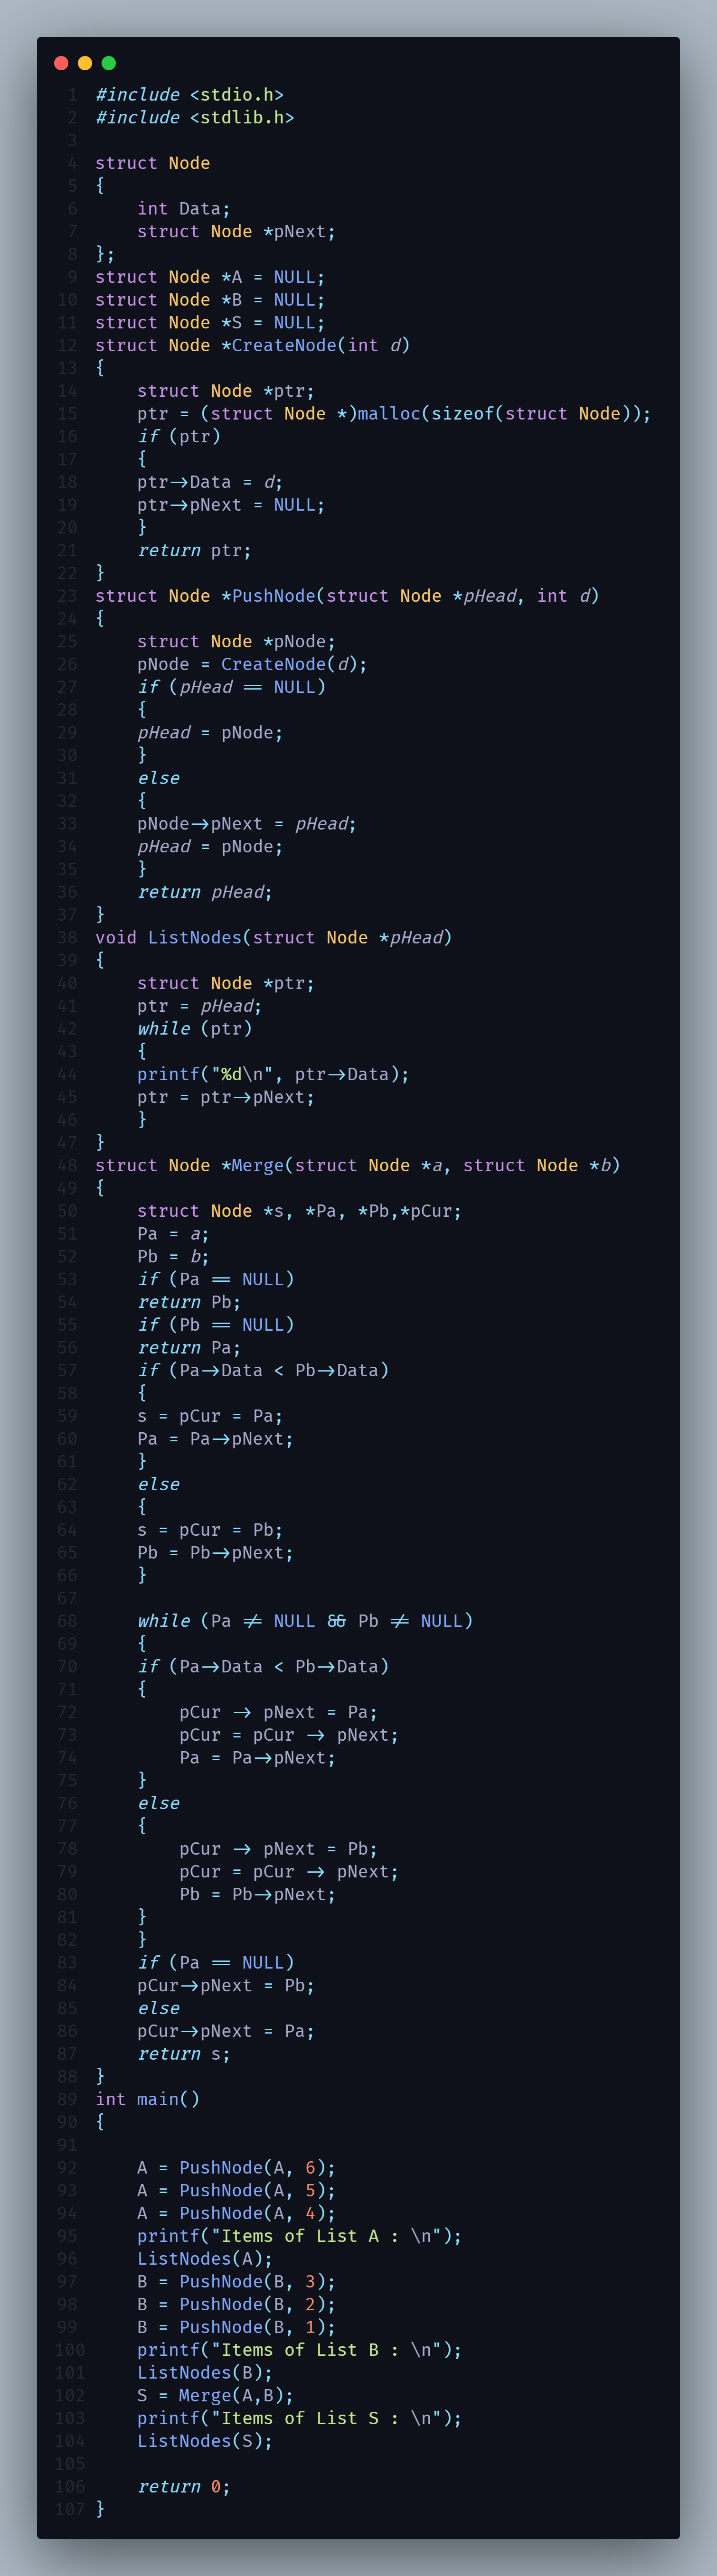 1 #include <stdio.h>
2 #include <stdlib.h>
3
4 struct Node
5 {
6     int Data;
7     struct Node *pNext;
8 };
9 struct Node *A = NULL;
10 struct Node *B = NULL;
11 struct Node *S = NULL;
12 struct Node *CreateNode(int d)
13 {
14     struct Node *ptr;
15     ptr = (struct Node *)malloc(sizeof(struct Node));
16     if (ptr)
17     {
18     ptr->Data = d;
19     ptr->pNext = NULL;
20     }
21     return ptr;
22 }
23 struct Node *PushNode(struct Node *pHead, int d)
24 {
25     struct Node *pNode;
26     pNode = CreateNode(d);
27     if (pHead == NULL)
28     {
29     pHead = pNode;
30     }
31     else
32     {
33     pNode->pNext = pHead;
34     pHead = pNode;
35     }
36     return pHead;
37 }
38 void ListNodes(struct Node *pHead)
39 {
40     struct Node *ptr;
41     ptr = pHead;
42     while (ptr)
43     {
44     printf("%d\n", ptr->Data);
45     ptr = ptr->pNext;
46     }
47 }
48 struct Node *Merge(struct Node *a, struct Node *b)
49 {
50     struct Node *s, *Pa, *Pb,*pCur;
51     Pa = a;
52     Pb = b;
53     if (Pa == NULL)
54     return Pb;
55     if (Pb == NULL)
56     return Pa;
57     if (Pa->Data < Pb->Data)
58     {
59     s = pCur = Pa;
60     Pa = Pa->pNext;
61     }
62     else
63     {
64     s = pCur = Pb;
65     Pb = Pb->pNext;
66     }
67
68     while (Pa != NULL && Pb != NULL)
69     {
70     if (Pa->Data < Pb->Data)
71     {
72         pCur -> pNext = Pa;
73         pCur = pCur -> pNext;
74         Pa = Pa->pNext;
75     }
76     else
77     {
78         pCur -> pNext = Pb;
79         pCur = pCur -> pNext;
80         Pb = Pb->pNext;
81     }
82     }
83     if (Pa == NULL)
84     pCur->pNext = Pb;
85     else
86     pCur->pNext = Pa;
87     return s;
88 }
89 int main()
90 {
91
92     A = PushNode(A, 6);
93     A = PushNode(A, 5);
94     A = PushNode(A, 4);
95     printf("Items of List A : \n");
96     ListNodes(A);
97     B = PushNode(B, 3);
98     B = PushNode(B, 2);
99     B = PushNode(B, 1);
100     printf("Items of List B : \n");
101     ListNodes(B);
102     S = Merge(A,B);
103     printf("Items of List S : \n");
104     ListNodes(S);
105
106     return 0;
107 }